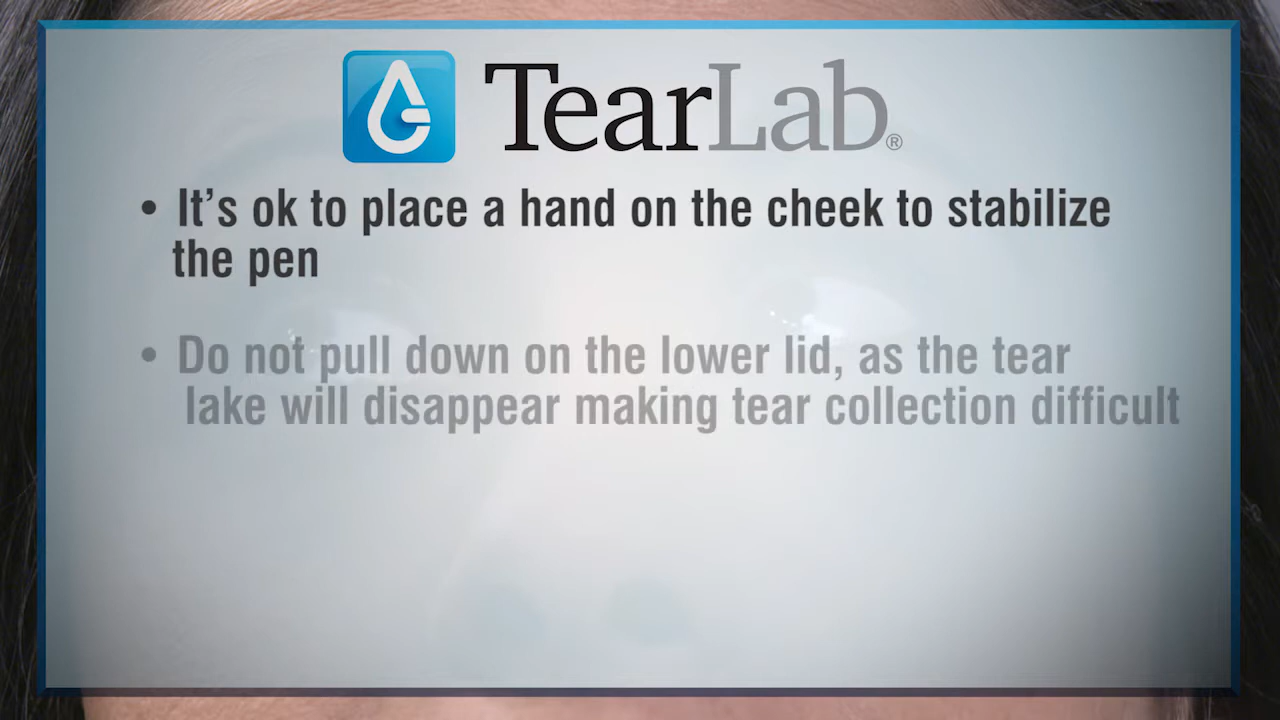 TearLab®
• It's ok to place a hand on the cheek to stabilize
the pen
• Do not pull down on the lower lid, as the tear
lake will disappear making tear collection difficult